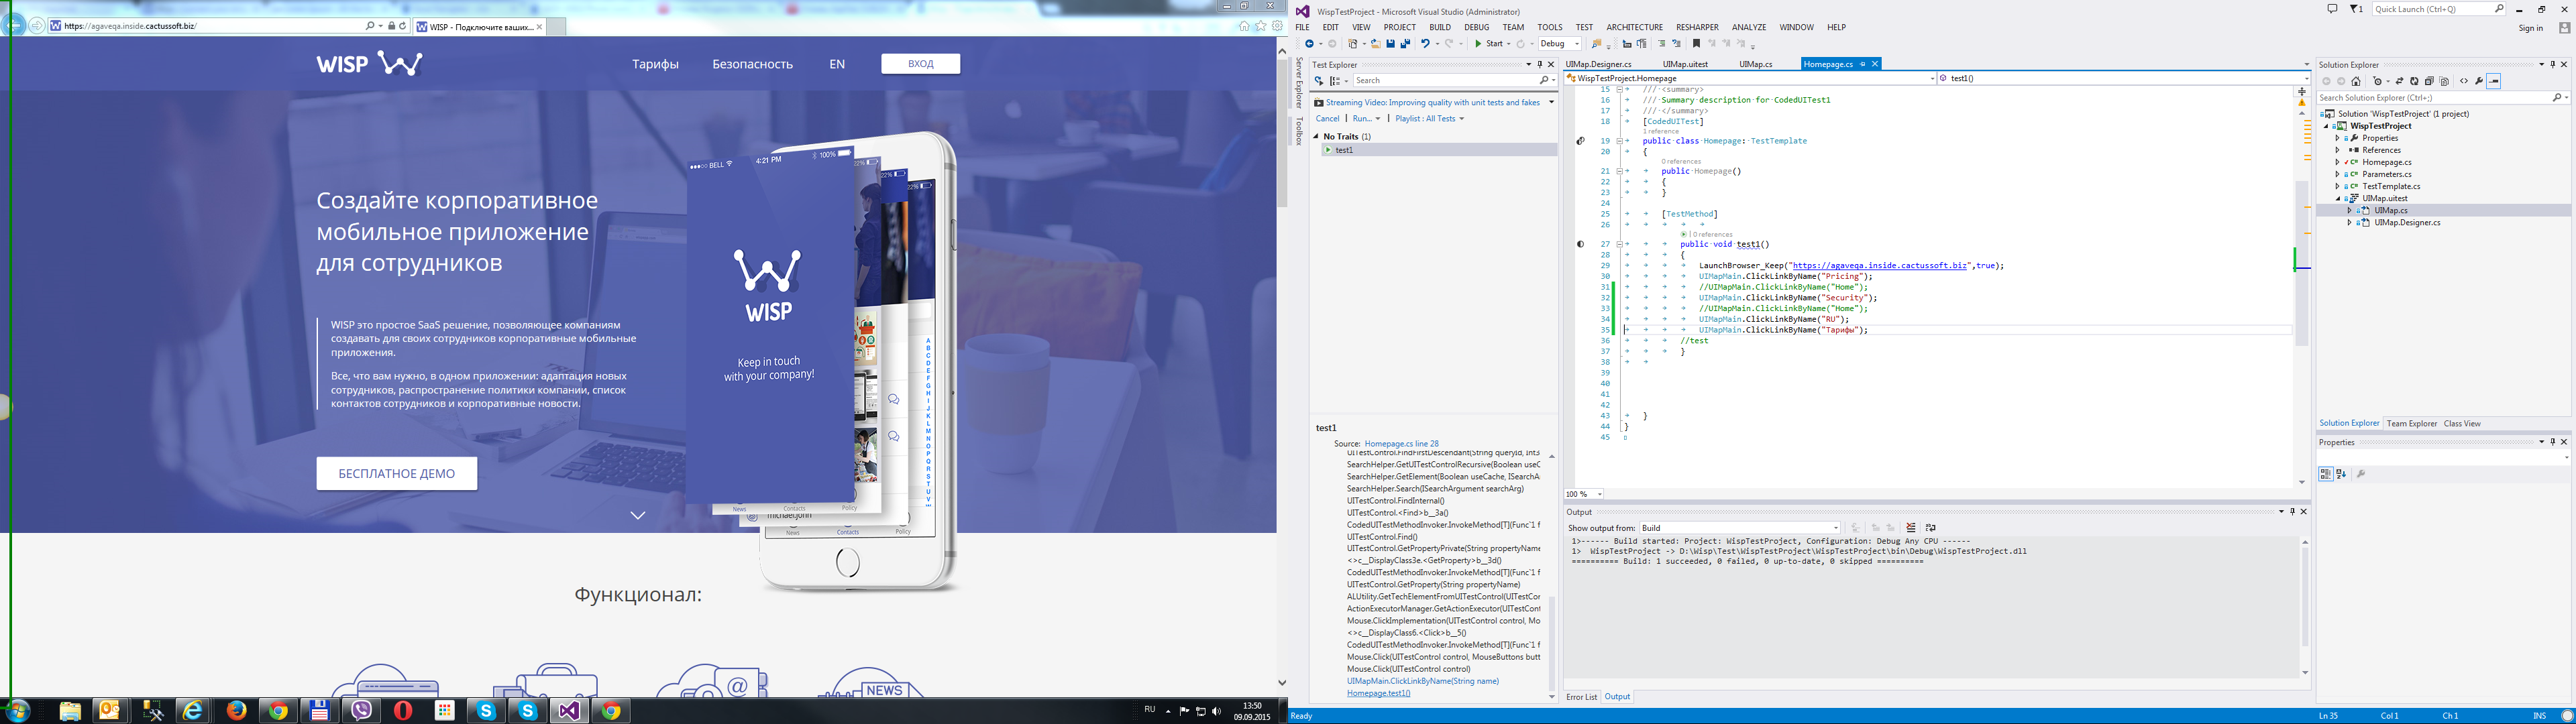 https://agaveqa.inside.cactussoft.biz/
WISP - Подключите ваших...
WISP
Тарифы
Безопасность
EN
ВХОД
Создайте корпоративное
мобильное приложение
для сотрудников
WISP это простое SaaS решение, позволяющее компаниям
создавать для своих сотрудников корпоративные мобильные
приложения.
Все, что вам нужно, в одном приложении: адаптация новых
сотрудников, распространение политики компании, список
контактов сотрудников и корпоративные новости.
БЕСПЛАТНОЕ ДЕМО
BELL 4:21 PM 100%
22%
22%
WISP
Keep in touch
with your company!
A
B
C
D
E
F
G
H
I
J
K
L
M
N
O
P
Q
R
S
T
U
V
W
News Contacts Policy
michael.john
News Contacts Policy
Функционал:
@
NEWS
RU
13:50
09.09.2015
WispTestProject - Microsoft Visual Studio (Administrator)
1
Quick Launch (Ctrl+Q)
FILE EDIT VIEW PROJECT BUILD DEBUG TEAM TOOLS TEST ARCHITECTURE RESHARPER ANALYZE WINDOW HELP
Sign in
Start Debug
Server Explorer
Toolbox
Test Explorer
Search
Streaming Video: Improving quality with unit tests and fakes
Cancel | Run... | Playlist : All Tests
No Traits (1)
test1
test1
Source: Homepage.cs line 28
UITestControl.FindFirstDescendant(String queryId, Int3
SearchHelper.GetUITestControlRecursive(Boolean useC
SearchHelper.GetElement(Boolean useCache, ISearchAr
SearchHelper.Search(ISearchArgument searchArg)
UITestControl.FindInternal()
UITestControl.<Find>b__3a()
CodedUITestMethodInvoker.InvokeMethod[T](Func`1 f
UITestControl.Find()
UITestControl.GetPropertyPrivate(String propertyName
<>c__DisplayClass3e.<GetProperty>b__3d()
CodedUITestMethodInvoker.InvokeMethod[T](Func`1 f
UITestControl.GetProperty(String propertyName)
ALUtility.GetTechElementFromUITestControl(UITestCor
ActionExecutorManager.GetActionExecutor(UITestCont
Mouse.ClickImplementation(UITestControl control, Mo
<>c__DisplayClass6.<Click>b__5()
CodedUITestMethodInvoker.InvokeMethod[T](Func`1 f
Mouse.Click(UITestControl control, MouseButtons butt
Mouse.Click(UITestControl control)
UIMapMain.ClickLinkByName(String name)
Homepage.test1()
UIMap.Designer.cs UIMap.uitest UIMap.cs Homepage.cs
WispTestProject.Homepage test1()
15 /// <summary>
16 /// Summary description for CodedUITest1
17 /// </summary>
18 [CodedUITest]
1 reference
19 public class Homepage: TestTemplate
20 {
0 references
21 public Homepage()
22 {
23 }
24
25 [TestMethod]
26
| 0 references
27 public void test1()
28 {
29 LaunchBrowser_Keep("https://agaveqa.inside.cactussoft.biz",true);
30 UIMapMain.ClickLinkByName("Pricing");
31 //UIMapMain.ClickLinkByName("Home");
32 UIMapMain.ClickLinkByName("Security");
33 //UIMapMain.ClickLinkByName("Home");
34 UIMapMain.ClickLinkByName("RU");
35 UIMapMain.ClickLinkByName("Тарифы");
36 //test
37 }
38
39
40
41
42
43 }
44 }
45
100 %
Output
Show output from: Build
1>------ Build started: Project: WispTestProject, Configuration: Debug Any CPU ------
1> WispTestProject -> D:\Wisp\Test\WispTestProject\WispTestProject\bin\Debug\WispTestProject.dll
========== Build: 1 succeeded, 0 failed, 0 up-to-date, 0 skipped ==========
Error List Output
Solution Explorer
Search Solution Explorer (Ctrl+;)
Solution 'WispTestProject' (1 project)
WispTestProject
Properties
References
Homepage.cs
Parameters.cs
TestTemplate.cs
UIMap.uitest
UIMap.cs
UIMap.Designer.cs
Solution Explorer Team Explorer Class View
Properties
Ready
Ln 35 Col 1 Ch 1 INS